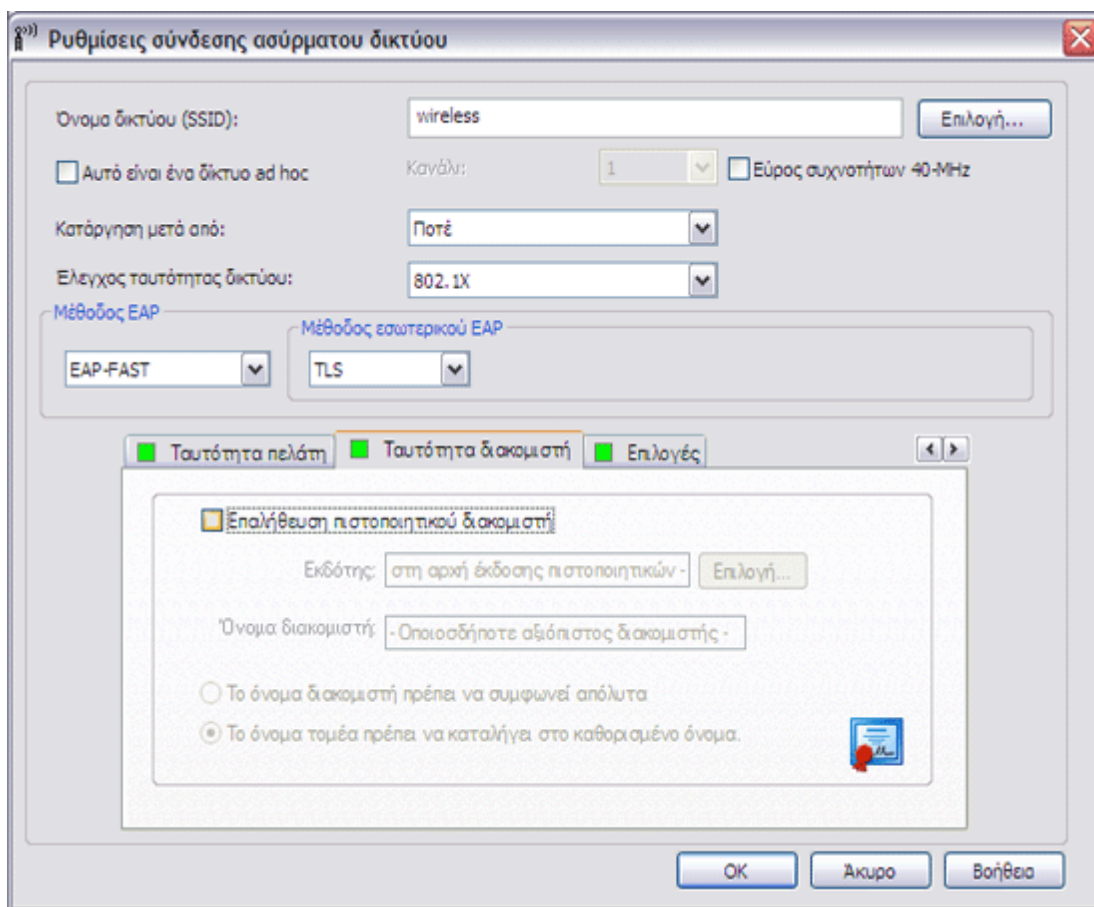 Ρυθμίσεις σύνδεσης ασύρματου δικτύου
Όνομα δικτύου (SSID): wireless Επιλογή...
Αυτό είναι ένα δίκτυο ad hoc Κανάλι: 1 Εύρος συχνοτήτων 40-MHz
Κατάργηση μετά από: Ποτέ
Έλεγχος ταυτότητας δικτύου: 802.1X
Μέθοδος EAP
Μέθοδος εσωτερικού EAP
EAP-FAST TLS
Ταυτότητα πελάτη Ταυτότητα διακομιστή Επιλογές
Επαλήθευση πιστοποιητικού διακομιστή
Εκδότης: στη αρχή έκδοσης πιστοποιητικών - Επιλογή...
Όνομα διακομιστή: - Οποιοσδήποτε αξιόπιστος διακομιστής -
Το όνομα διακομιστή πρέπει να συμφωνεί απόλυτα
Το όνομα τομέα πρέπει να καταλήγει στο καθορισμένο όνομα.
OK Άκυρο Βοήθεια